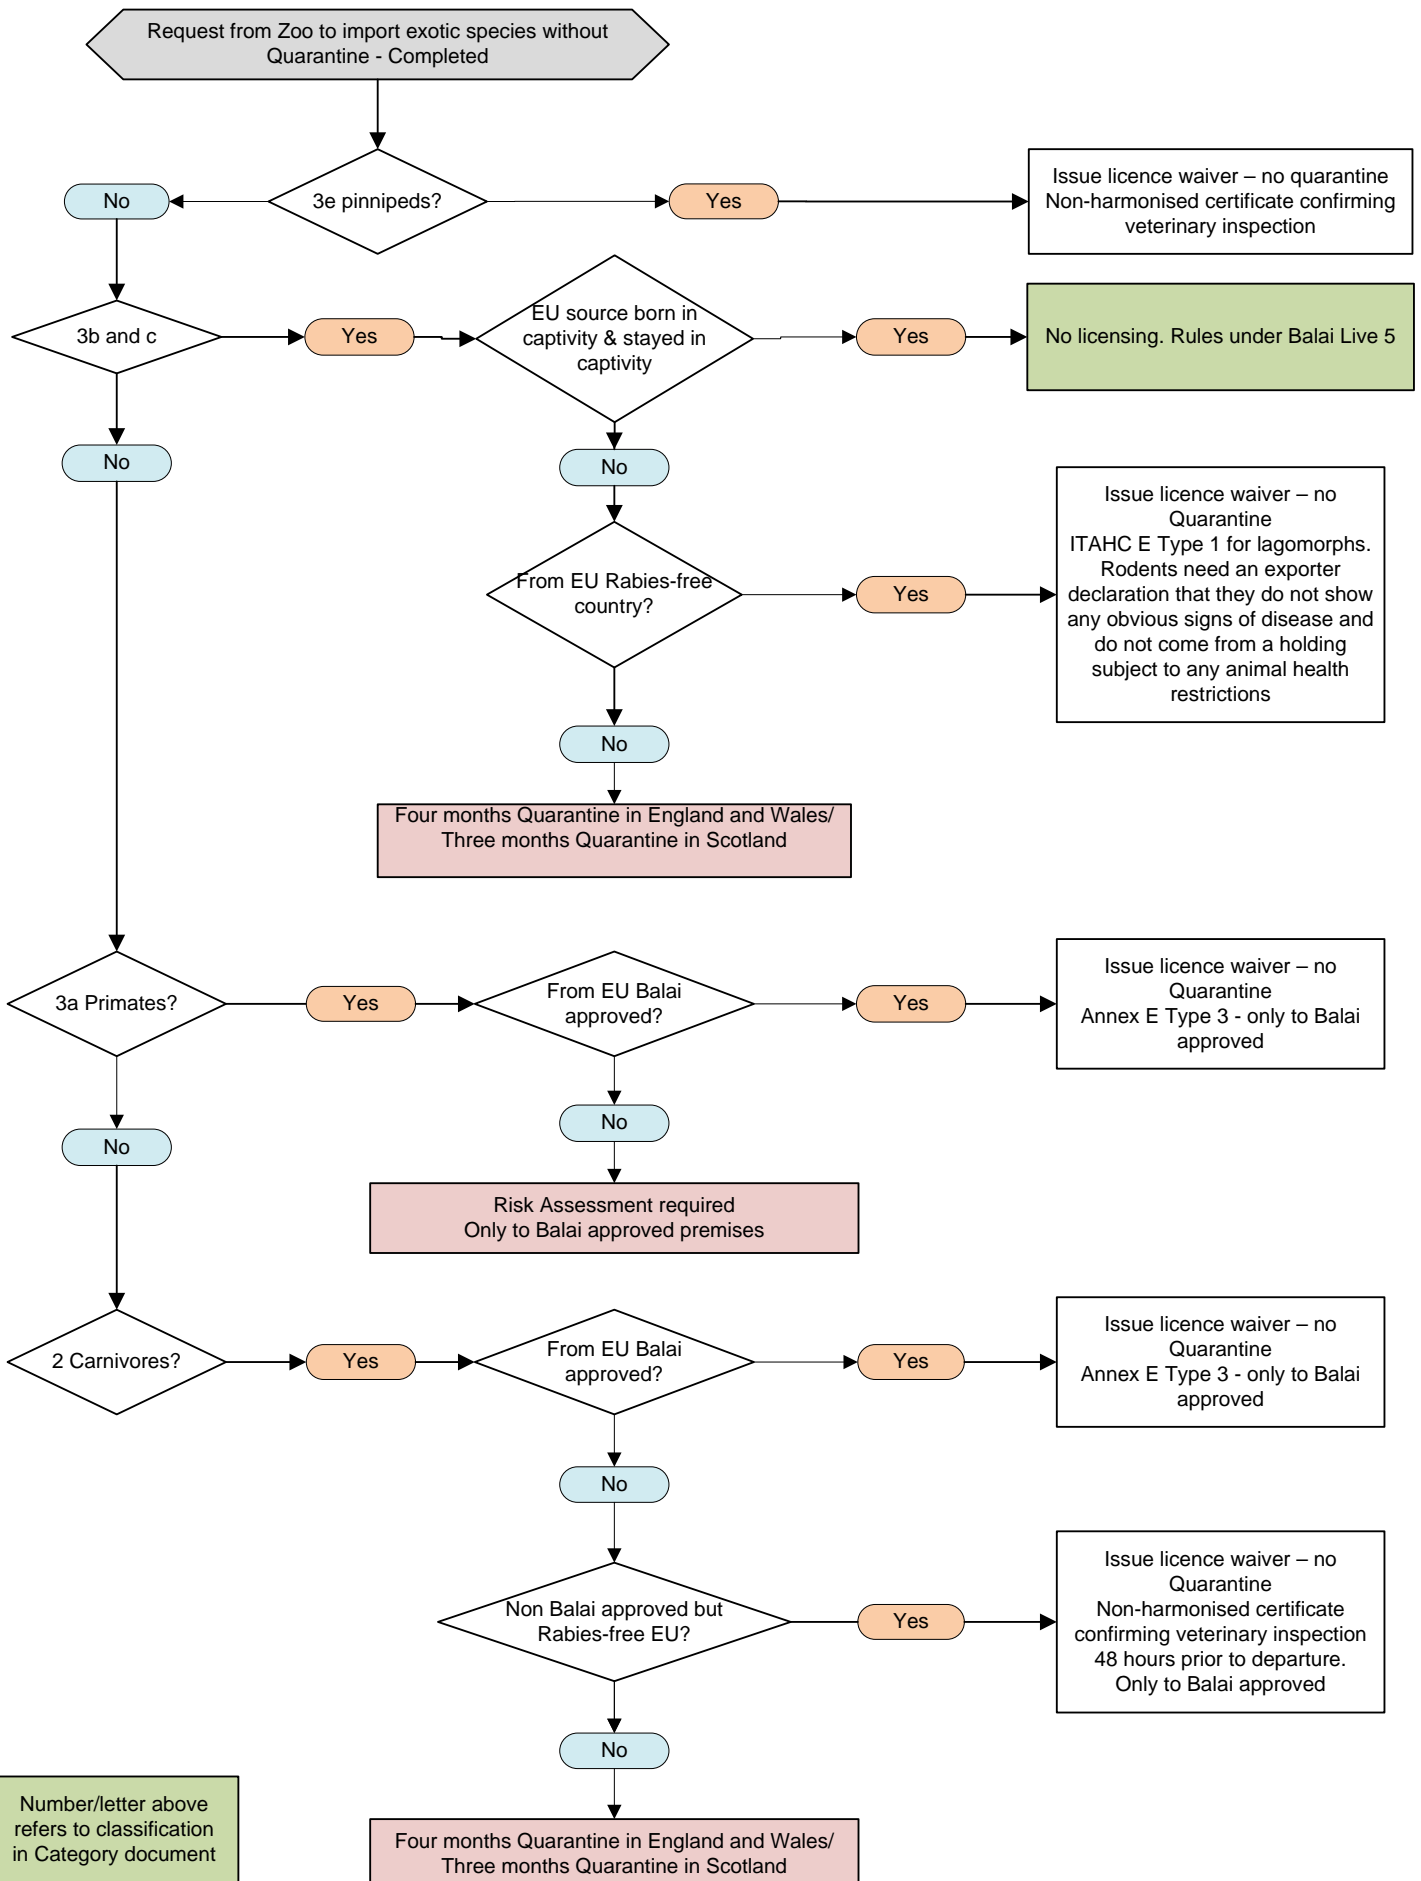 Request from Zoo to import exotic species without
Quarantine - Completed
3e pinnipeds?
No
Yes
Issue licence waiver – no quarantine
Non-harmonised certificate confirming
veterinary inspection
3b and c
Yes
EU source born in
captivity & stayed in
captivity
Yes
No licensing. Rules under Balai Live 5
No
No
From EU Rabies-free
country?
Yes
Issue licence waiver – no
Quarantine
ITAHC E Type 1 for lagomorphs.
Rodents need an exporter
declaration that they do not show
any obvious signs of disease and
do not come from a holding
subject to any animal health
restrictions
No
Four months Quarantine in England and Wales/
Three months Quarantine in Scotland
3a Primates?
Yes
From EU Balai
approved?
Yes
Issue licence waiver – no
Quarantine
Annex E Type 3 - only to Balai
approved
No
No
Risk Assessment required
Only to Balai approved premises
2 Carnivores?
Yes
From EU Balai
approved?
Yes
Issue licence waiver – no
Quarantine
Annex E Type 3 - only to Balai
approved
No
Non Balai approved but
Rabies-free EU?
Yes
Issue licence waiver – no
Quarantine
Non-harmonised certificate
confirming veterinary inspection
48 hours prior to departure.
Only to Balai approved
No
Four months Quarantine in England and Wales/
Three months Quarantine in Scotland
Number/letter above
refers to classification
in Category document